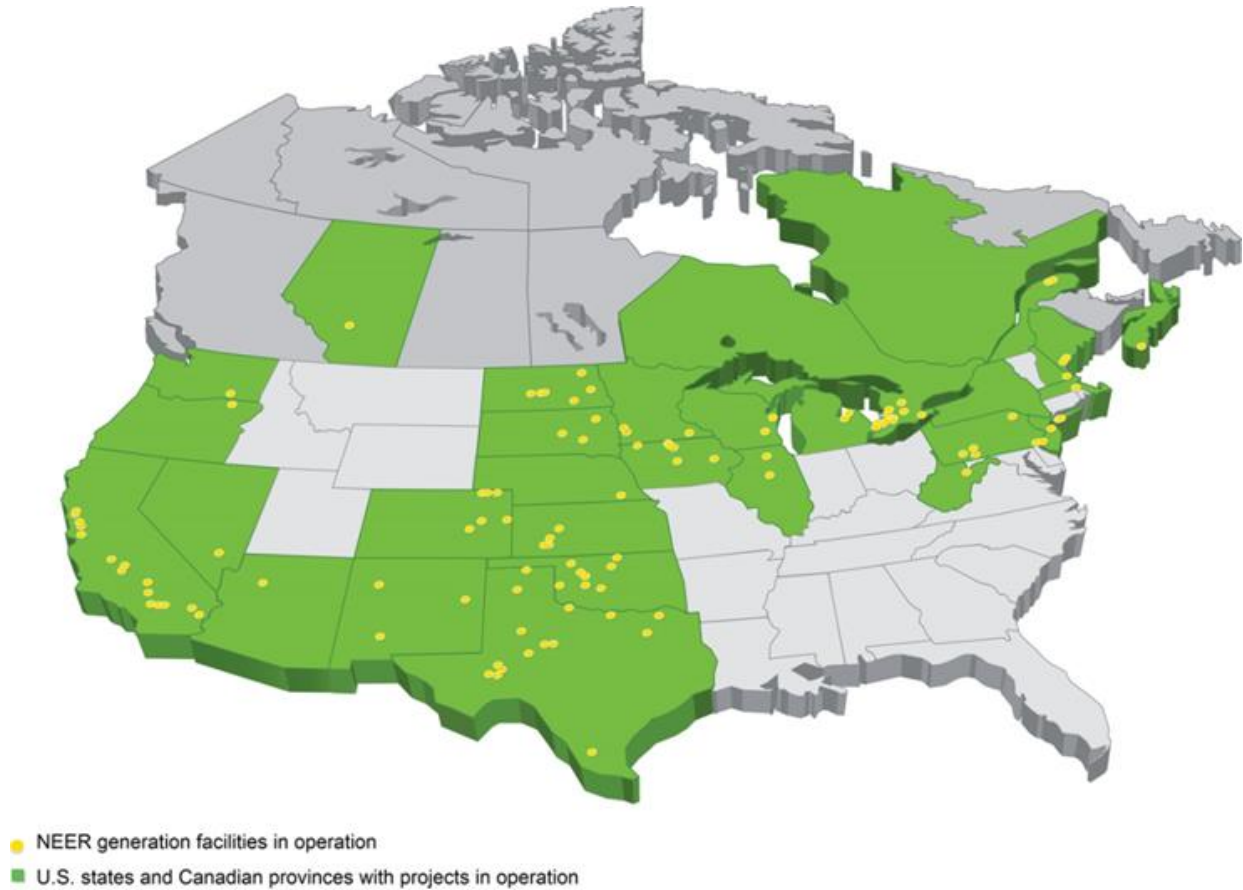 NEER generation facilities in operation
U.S. states and Canadian provinces with projects in operation